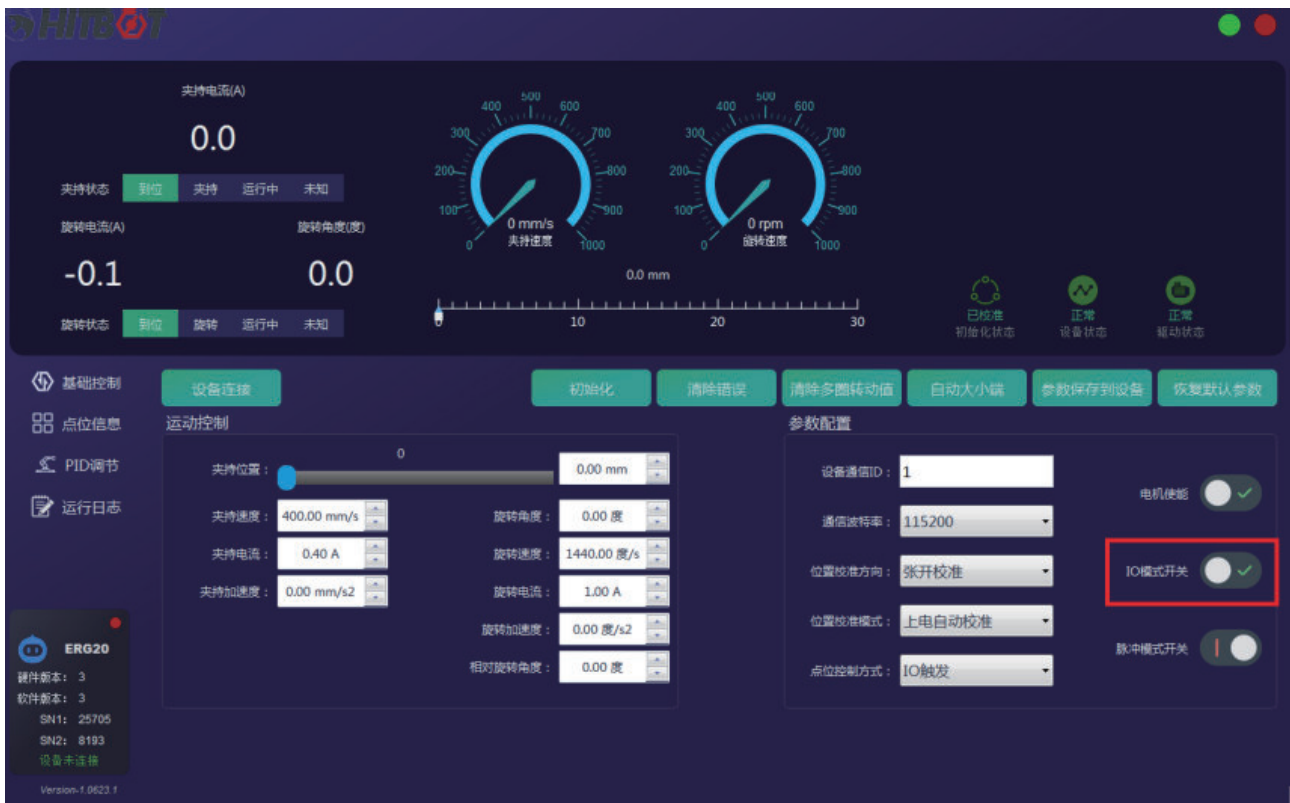 HITBOT
夹持电流(A)
0.0
夹持状态 到位 夹持 运行中 未知
旋转电流(A) 旋转角度(度)
-0.1 0.0
旋转状态 到位 旋转 运行中 未知
0 100 200 300 400 500 600 700 800 900 1000
0 mm/s
夹持速度
0 100 200 300 400 500 600 700 800 900 1000
0 rpm
旋转速度
0.0 mm
0 10 20 30
已校准 正常 正常
初始化状态 设备状态 驱动状态
基础控制
点位信息
PID调节
运行日志
设备连接 初始化 清除错误 清除多圈转动值 自动大小端 参数保存到设备 恢复默认参数
运动控制
0
夹持位置： 0.00 mm
夹持速度： 400.00 mm/s 旋转角度： 0.00 度
夹持电流： 0.40 A 旋转速度： 1440.00 度/s
夹持加速度： 0.00 mm/s2 旋转电流： 1.00 A
旋转加速度： 0.00 度/s2
相对旋转角度： 0.00 度
参数配置
设备通信ID： 1
电机使能
通信波特率： 115200
位置校准方向： 张开校准
IO模式开关
位置校准模式： 上电自动校准
脉冲模式开关
点位控制方式： IO触发
ERG20
硬件版本： 3
软件版本： 3
SN1: 25705
SN2: 8193
设备未连接
Version-1.0623.1